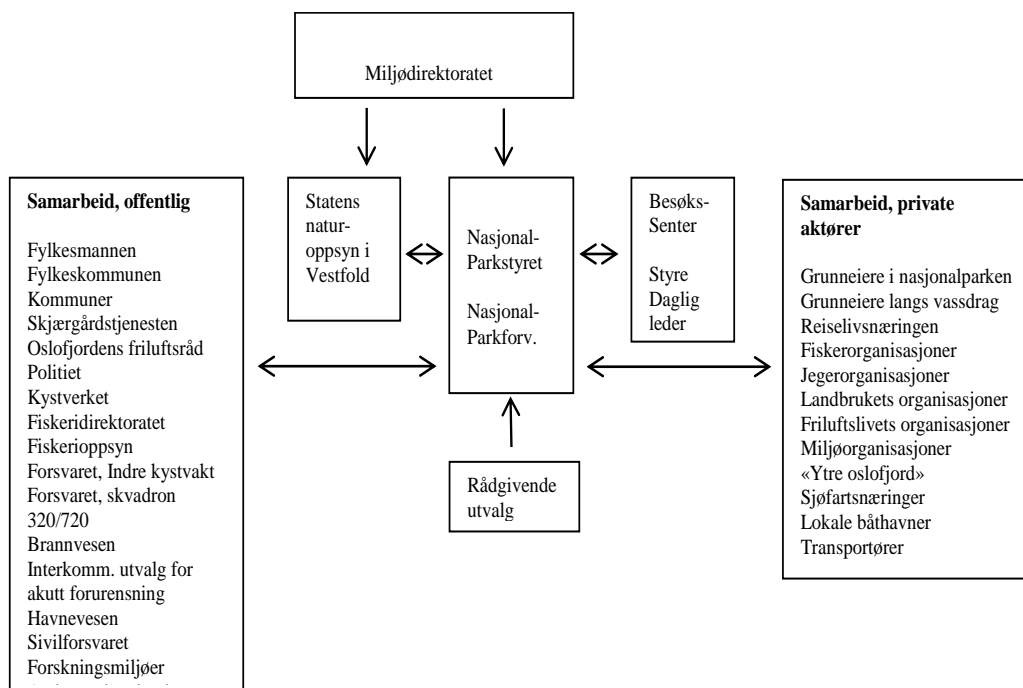 Miljødirektoratet
Samarbeid, offentlig
Fylkesmannen
Fylkeskommunen
Kommuner
Skjærgårdstjenesten
Oslofjordens friluftsråd
Politiet
Kystverket
Fiskeridirektoratet
Fiskerioppsyn
Forsvaret, Indre kystvakt
Forsvaret, skvadron
320/720
Brannvesen
Interkomm. utvalg for
akutt forurensning
Havnevesen
Sivilforsvaret
Forskningsmiljøer
Statens
natur-
oppsyn i
Vestfold
Nasjonal-
Parkstyret
Nasjonal-
Parkforv.
Besøks-
Senter
Styre
Daglig
leder
Rådgivende
utvalg
Samarbeid, private
aktører
Grunneiere i nasjonalparken
Grunneiere langs vassdrag
Reiselivsnæringen
Fiskerorganisasjoner
Jegerorganisasjoner
Landbrukets organisasjoner
Friluftslivets organisasjoner
Miljøorganisasjoner
«Ytre oslofjord»
Sjøfartsnæringer
Lokale båthavner
Transportører